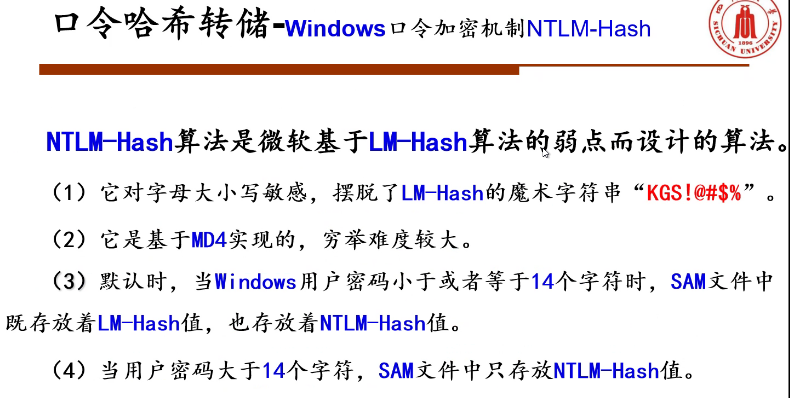 口令哈希转储-Windows口令加密机制NTLM-Hash
SICHUAN UNIVERSITY
1896
NTLM-Hash算法是微软基于LM-Hash算法的弱点而设计的算法。
（1）它对字母大小写敏感，摆脱了LM-Hash的魔术字符串“KGS!@#$%”。
（2）它是基于MD4实现的，穷举难度较大。
（3）默认时，当Windows用户密码小于或者等于14个字符时，SAM文件中
既存放着LM-Hash值，也存放着NTLM-Hash值。
（4）当用户密码大于14个字符，SAM文件中只存放NTLM-Hash值。